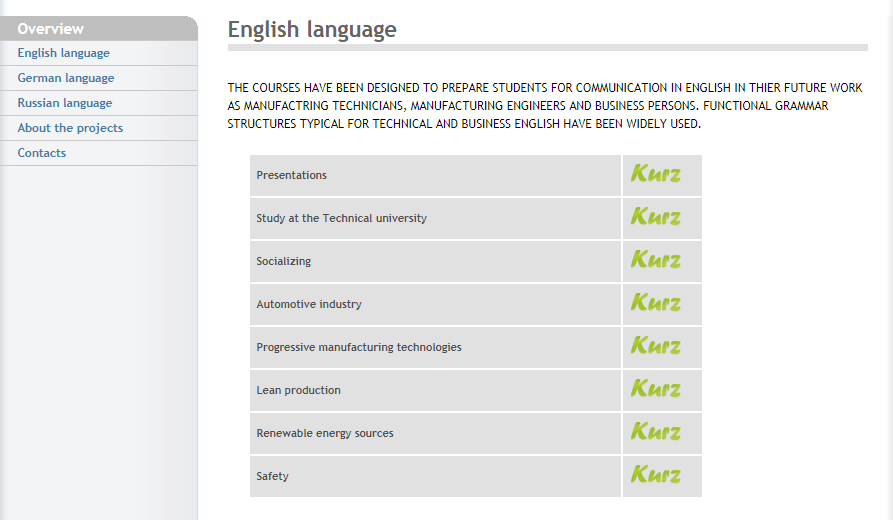 Overview
English language
German language
Russian language
About the projects
Contacts
English language
THE COURSES HAVE BEEN DESIGNED TO PREPARE STUDENTS FOR COMMUNICATION IN ENGLISH IN THIER FUTURE WORK
AS MANUFACTRING TECHNICIANS, MANUFACTURING ENGINEERS AND BUSINESS PERSONS. FUNCTIONAL GRAMMAR
STRUCTURES TYPICAL FOR TECHNICAL AND BUSINESS ENGLISH HAVE BEEN WIDELY USED.
Presentations Kurz
Study at the Technical university Kurz
Socializing Kurz
Automotive industry Kurz
Progressive manufacturing technologies Kurz
Lean production Kurz
Renewable energy sources Kurz
Safety Kurz